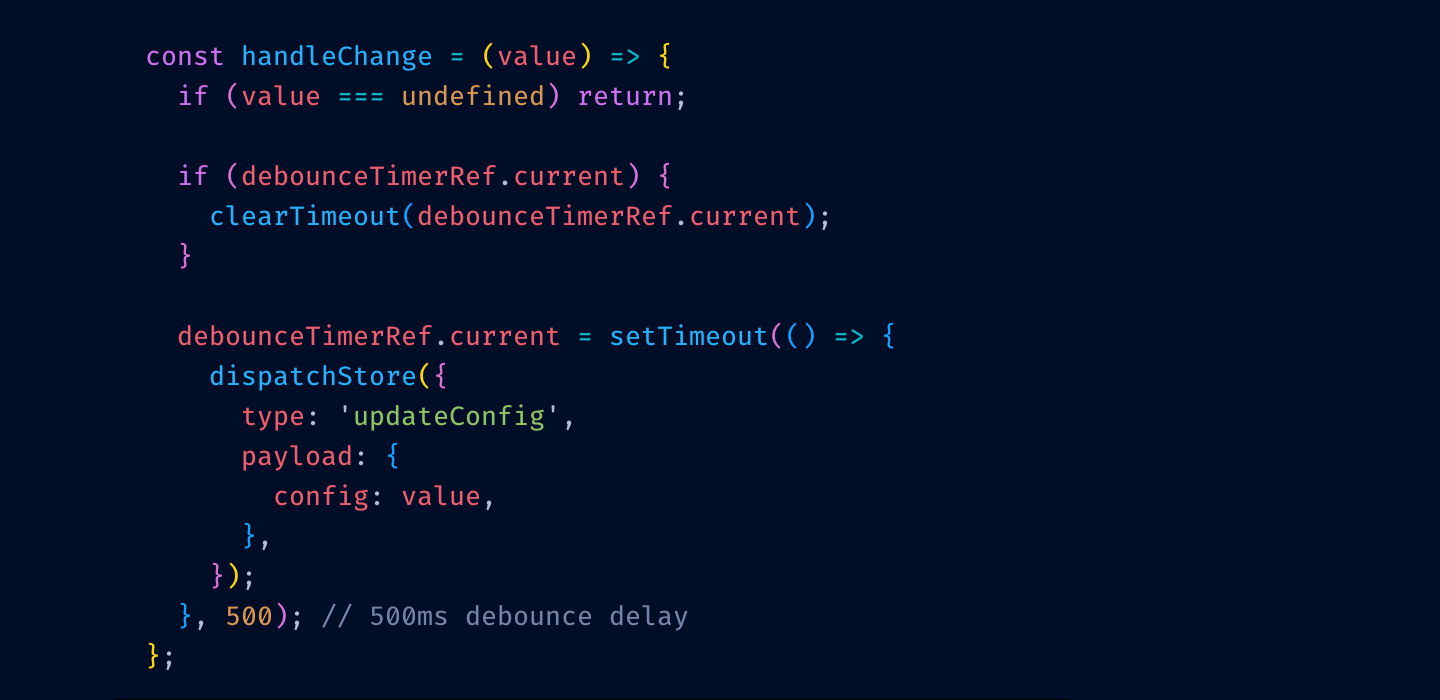 const handleChange = (value) => {
  if (value === undefined) return;

  if (debounceTimerRef.current) {
    clearTimeout(debounceTimerRef.current);
  }

  debounceTimerRef.current = setTimeout(() => {
    dispatchStore({
      type: 'updateConfig',
      payload: {
        config: value,
      },
    });
  }, 500); // 500ms debounce delay
};